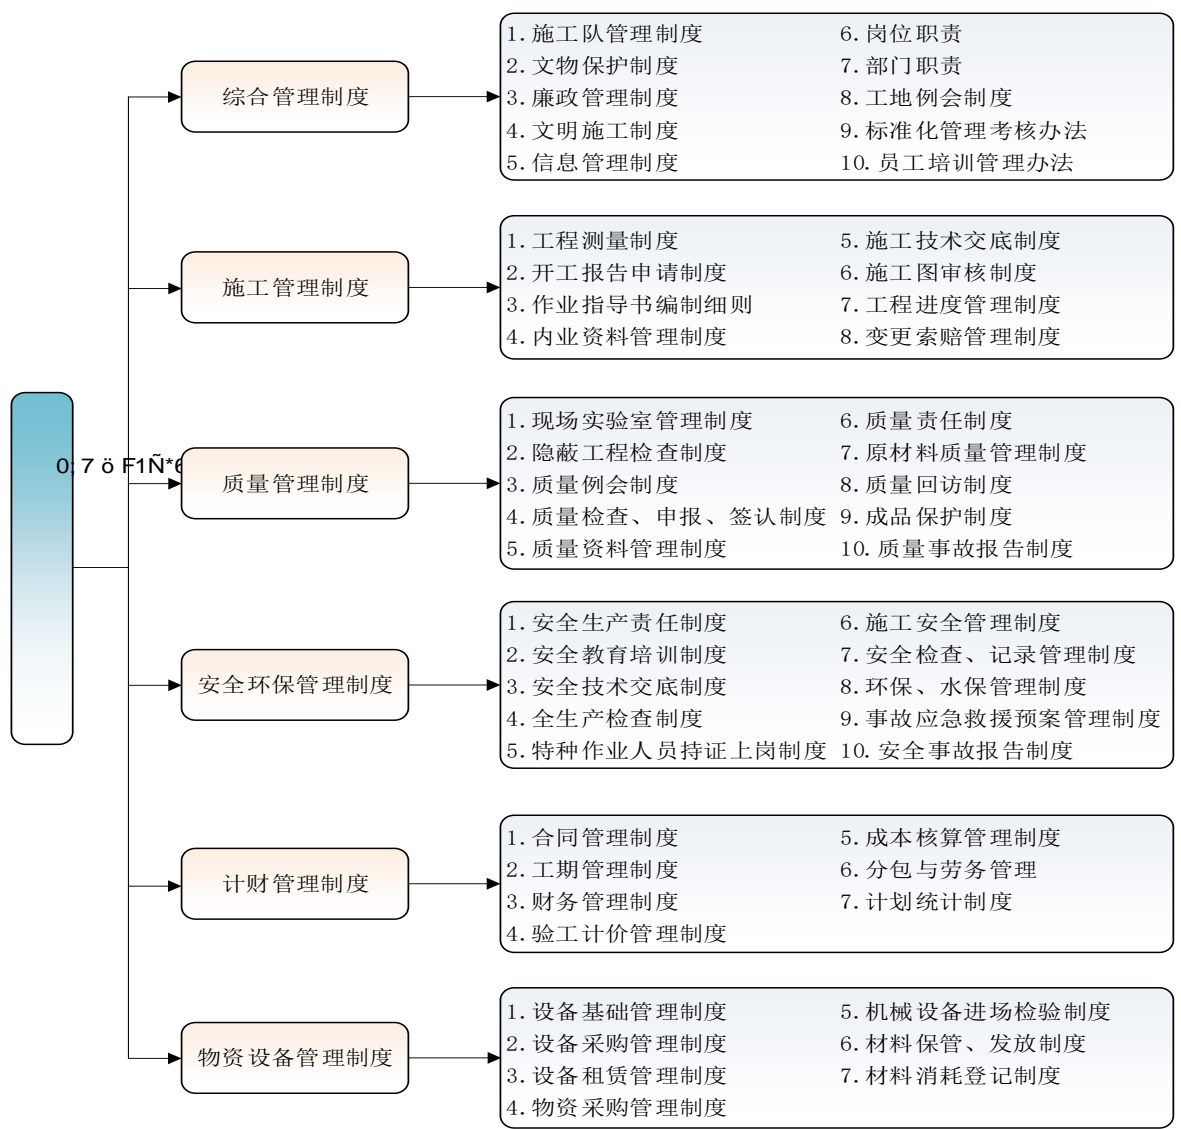 综合管理制度
1.施工队管理制度
2.文物保护制度
3.廉政管理制度
4.文明施工制度
5.信息管理制度
6.岗位职责
7.部门职责
8.工地例会制度
9.标准化管理考核办法
10.员工培训管理办法
施工管理制度
1.工程测量制度
2.开工报告申请制度
3.作业指导书编制细则
4.内业资料管理制度
5.施工技术交底制度
6.施工图审核制度
7.工程进度管理制度
8.变更索赔管理制度
0;7 ö F1Ñ*6
质量管理制度
1.现场实验室管理制度
2.隐蔽工程检查制度
3.质量例会制度
4.质量检查、申报、签认制度
5.质量资料管理制度
6.质量责任制度
7.原材料质量管理制度
8.质量回访制度
9.成品保护制度
10.质量事故报告制度
安全环保管理制度
1.安全生产责任制度
2.安全教育培训制度
3.安全技术交底制度
4.全生产检查制度
5.特种作业人员持证上岗制度
6.施工安全管理制度
7.安全检查、记录管理制度
8.环保、水保管理制度
9.事故应急救援预案管理制度
10.安全事故报告制度
计财管理制度
1.合同管理制度
2.工期管理制度
3.财务管理制度
4.验工计价管理制度
5.成本核算管理制度
6.分包与劳务管理
7.计划统计制度
物资设备管理制度
1.设备基础管理制度
2.设备采购管理制度
3.设备租赁管理制度
4.物资采购管理制度
5.机械设备进场检验制度
6.材料保管、发放制度
7.材料消耗登记制度